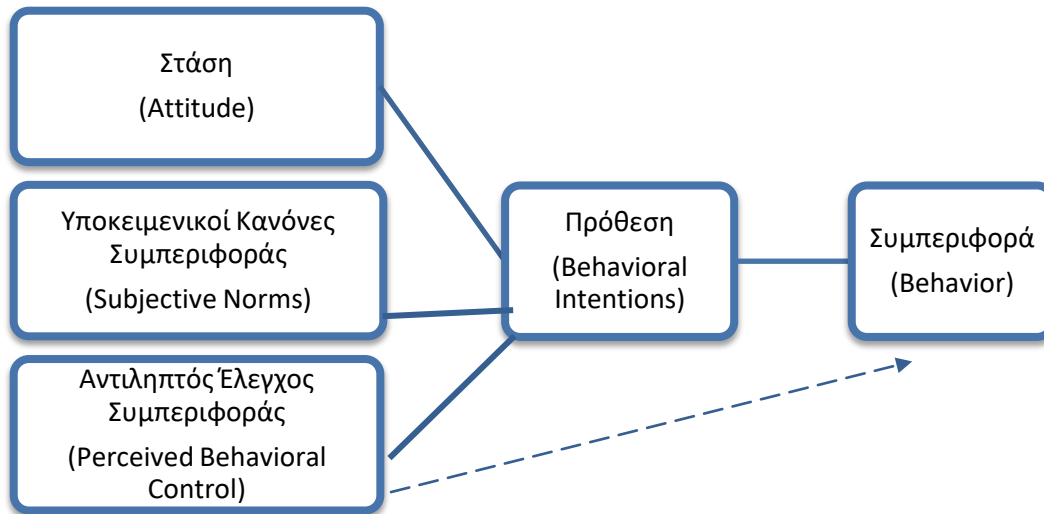 Στάση
(Attitude)
Υποκειμενικοί Κανόνες
Συμπεριφοράς
(Subjective Norms)
Αντιληπτός Έλεγχος
Συμπεριφοράς
(Perceived Behavioral
Control)
Πρόθεση
(Behavioral
Intentions)
Συμπεριφορά
(Behavior)